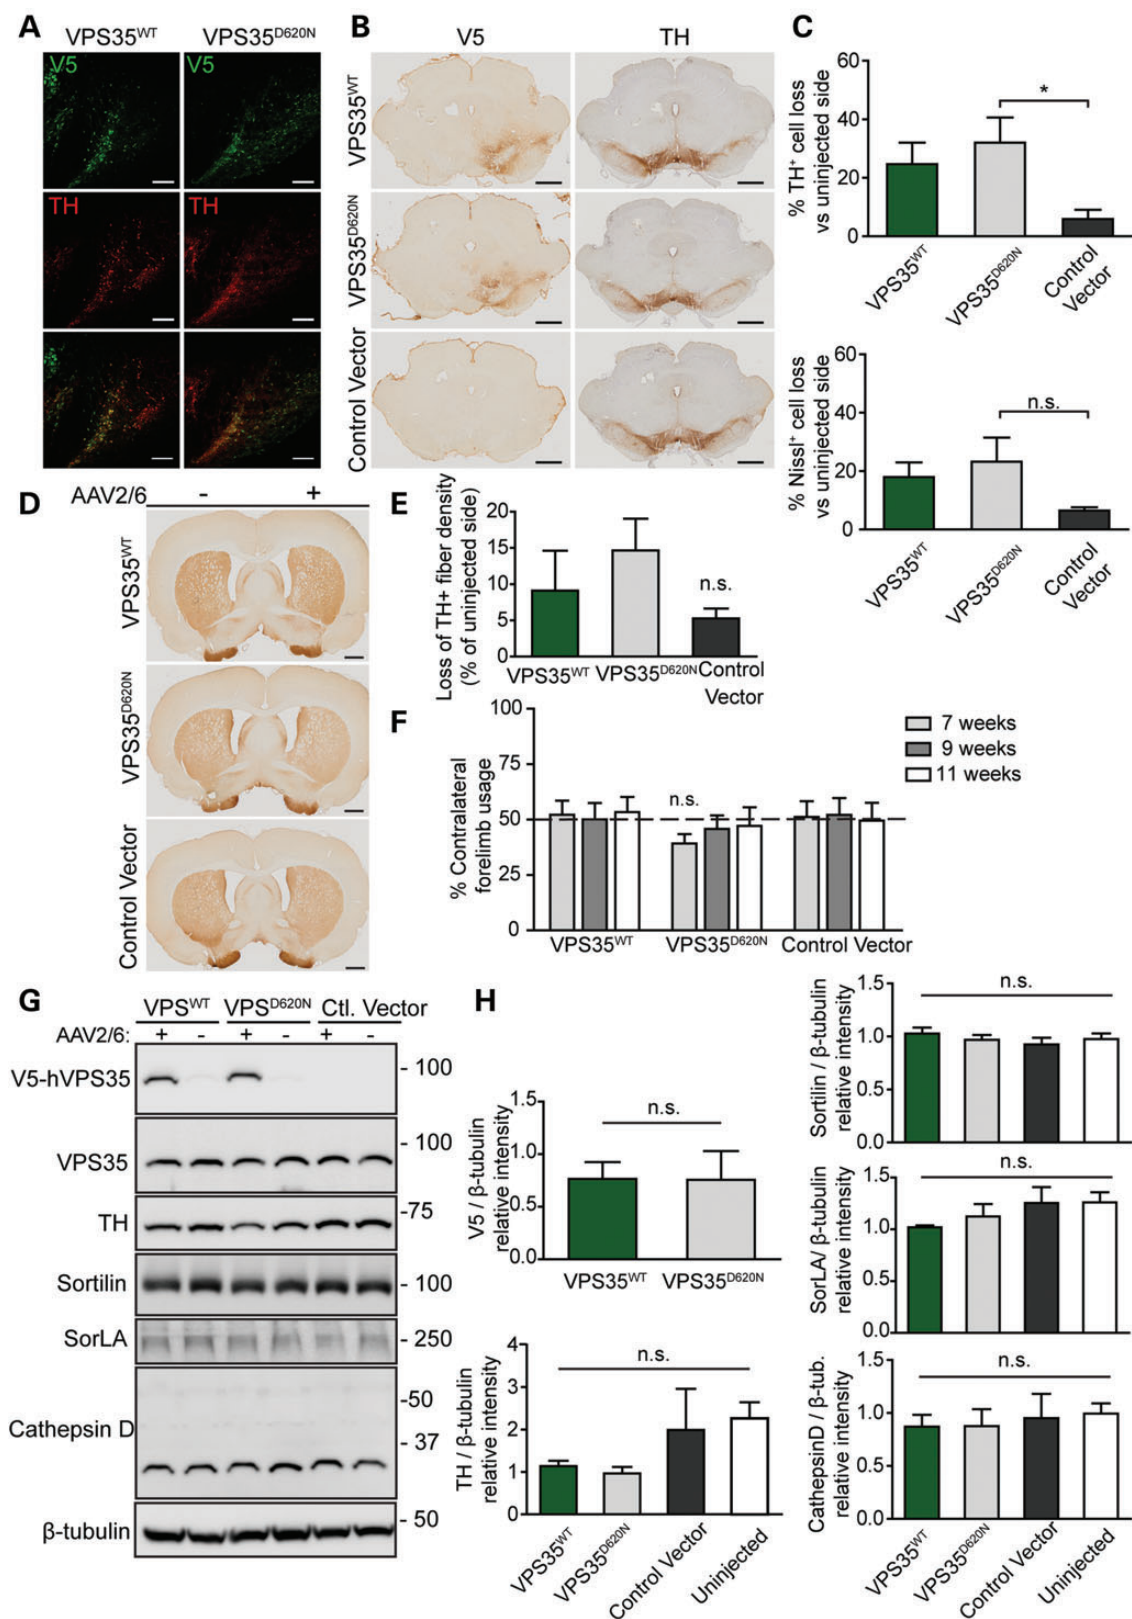 A
VPS35WT
VPS35D620N
V5
V5
TH
TH
B
V5
TH
VPS35WT
VPS35D620N
Control Vector
C
% TH+ cell loss
vs uninjected side
60
40
20
0
*
VPS35WT
VPS35D620N
Control
Vector
% Nissl+ cell loss
vs uninjected side
60
40
20
0
n.s.
VPS35WT
VPS35D620N
Control
Vector
D
AAV2/6
-
+
VPS35WT
VPS35D620N
Control Vector
E
Loss of TH+ fiber density
(% of uninjected side)
20
15
10
5
0
n.s.
VPS35WT
VPS35D620N
Control
Vector
F
% Contralateral
forelimb usage
100
75
50
25
0
n.s.
VPS35WT
VPS35D620N
Control Vector
7 weeks
9 weeks
11 weeks
G
VPSWT
VPSD620N
Ctl. Vector
AAV2/6:
+ - + - + -
V5-hVPS35
- 100
VPS35
- 100
TH
-75
Sortilin
- 100
SorLA
- 250
Cathepsin D
-50
- 37
β-tubulin
- 50
H
V5 / β-tubulin
relative intensity
1.5
1.0
0.5
0.0
n.s.
VPS35WT
VPS35D620N
TH / β-tubulin
relative intensity
4
3
2
1
0
n.s.
VPS35WT
VPS35D620N
Control Vector
Uninjected
Sortilin / β-tubulin
relative intensity
1.5
1.0
0.5
0.0
n.s.
SorLA/ β-tubulin
relative intensity
1.5
1.0
0.5
0.0
n.s.
CathepsinD / β-tub.
relative intensity
1.5
1.0
0.5
0.0
n.s.
VPS35WT
VPS35D620N
Control Vector
Uninjected